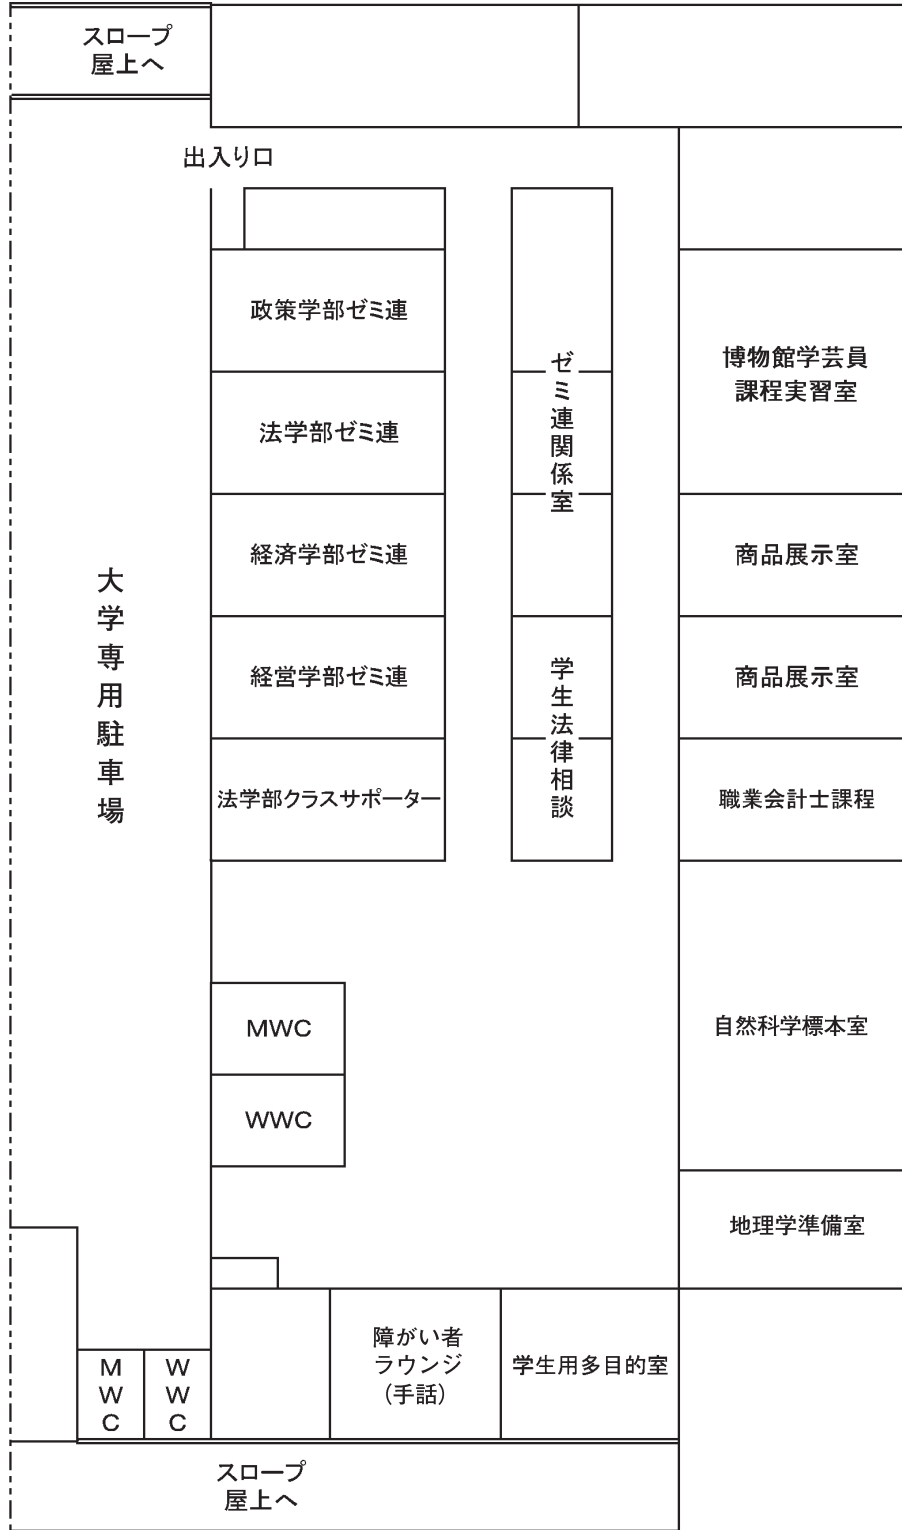 スロープ
屋上へ
出入り口
政策学部ゼミ連
法学部ゼミ連
経済学部ゼミ連
経営学部ゼミ連
法学部クラスサポーター
ゼミ連関係室
学生法律相談
博物館学芸員
課程実習室
商品展示室
商品展示室
職業会計士課程
自然科学標本室
地理学準備室
大学専用駐車場
MWC
WWC
MWC
WWC
障がい者
ラウンジ
(手話)
学生用多目的室
スロープ
屋上へ